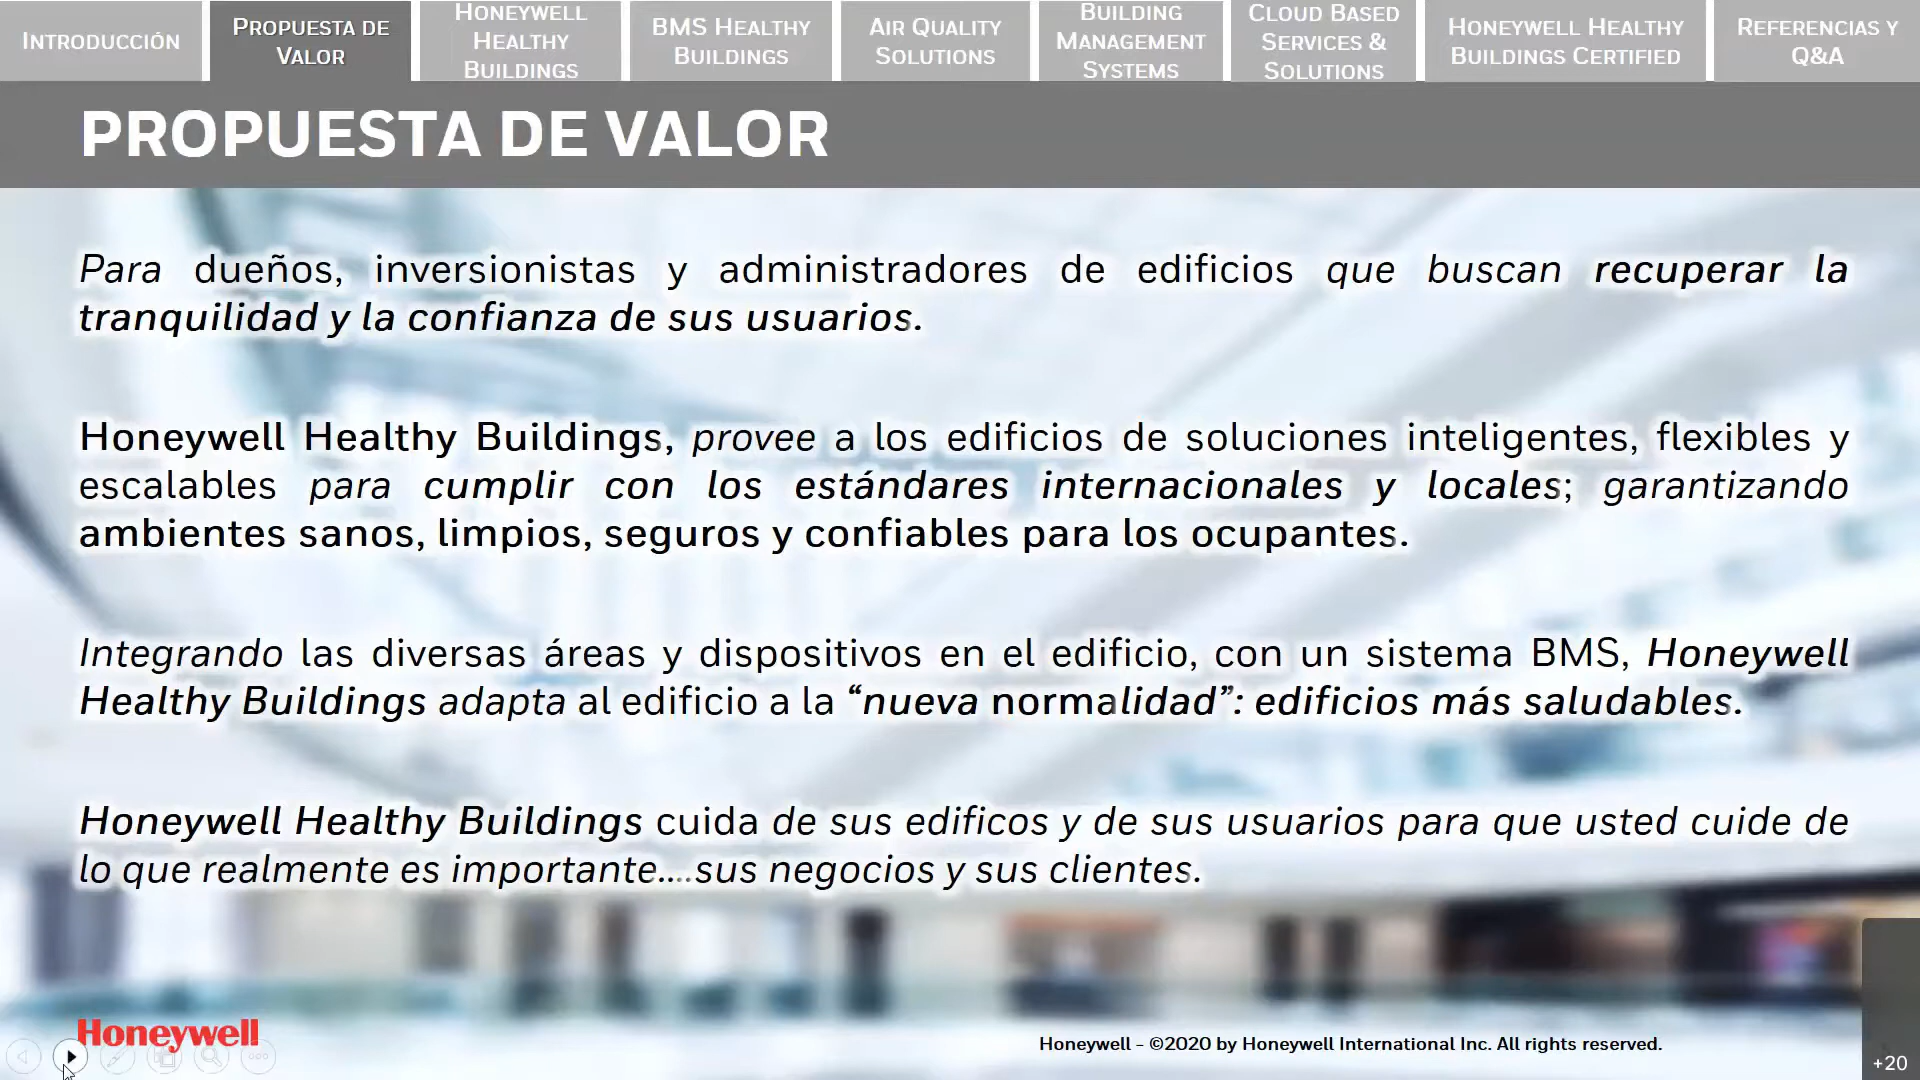 INTRODUCCIÓN
PROPUESTA DE
VALOR
HONEYWELL
HEALTHY
BUILDINGS
BMS HEALTHY
BUILDINGS
AIR QUALITY
SOLUTIONS
BUILDING
MANAGEMENT
SYSTEMS
CLOUD BASED
SERVICES &
SOLUTIONS
HONEYWELL HEALTHY
BUILDINGS CERTIFIED
REFERENCIAS Y
Q&A
PROPUESTA DE VALOR
Para dueños, inversionistas y administradores de edificios que buscan recuperar la
tranquilidad y la confianza de sus usuarios.
Honeywell Healthy Buildings, provee a los edificios de soluciones inteligentes, flexibles y
escalables para cumplir con los estándares internacionales y locales; garantizando
ambientes sanos, limpios, seguros y confiables para los ocupantes.
Integrando las diversas áreas y dispositivos en el edificio, con un sistema BMS, Honeywell
Healthy Buildings adapta al edificio a la “nueva normalidad”: edificios más saludables.
Honeywell Healthy Buildings cuida de sus edificos y de sus usuarios para que usted cuide de
lo que realmente es importante....sus negocios y sus clientes.
Honeywell
Honeywell - ©2020 by Honeywell International Inc. All rights reserved.
+20